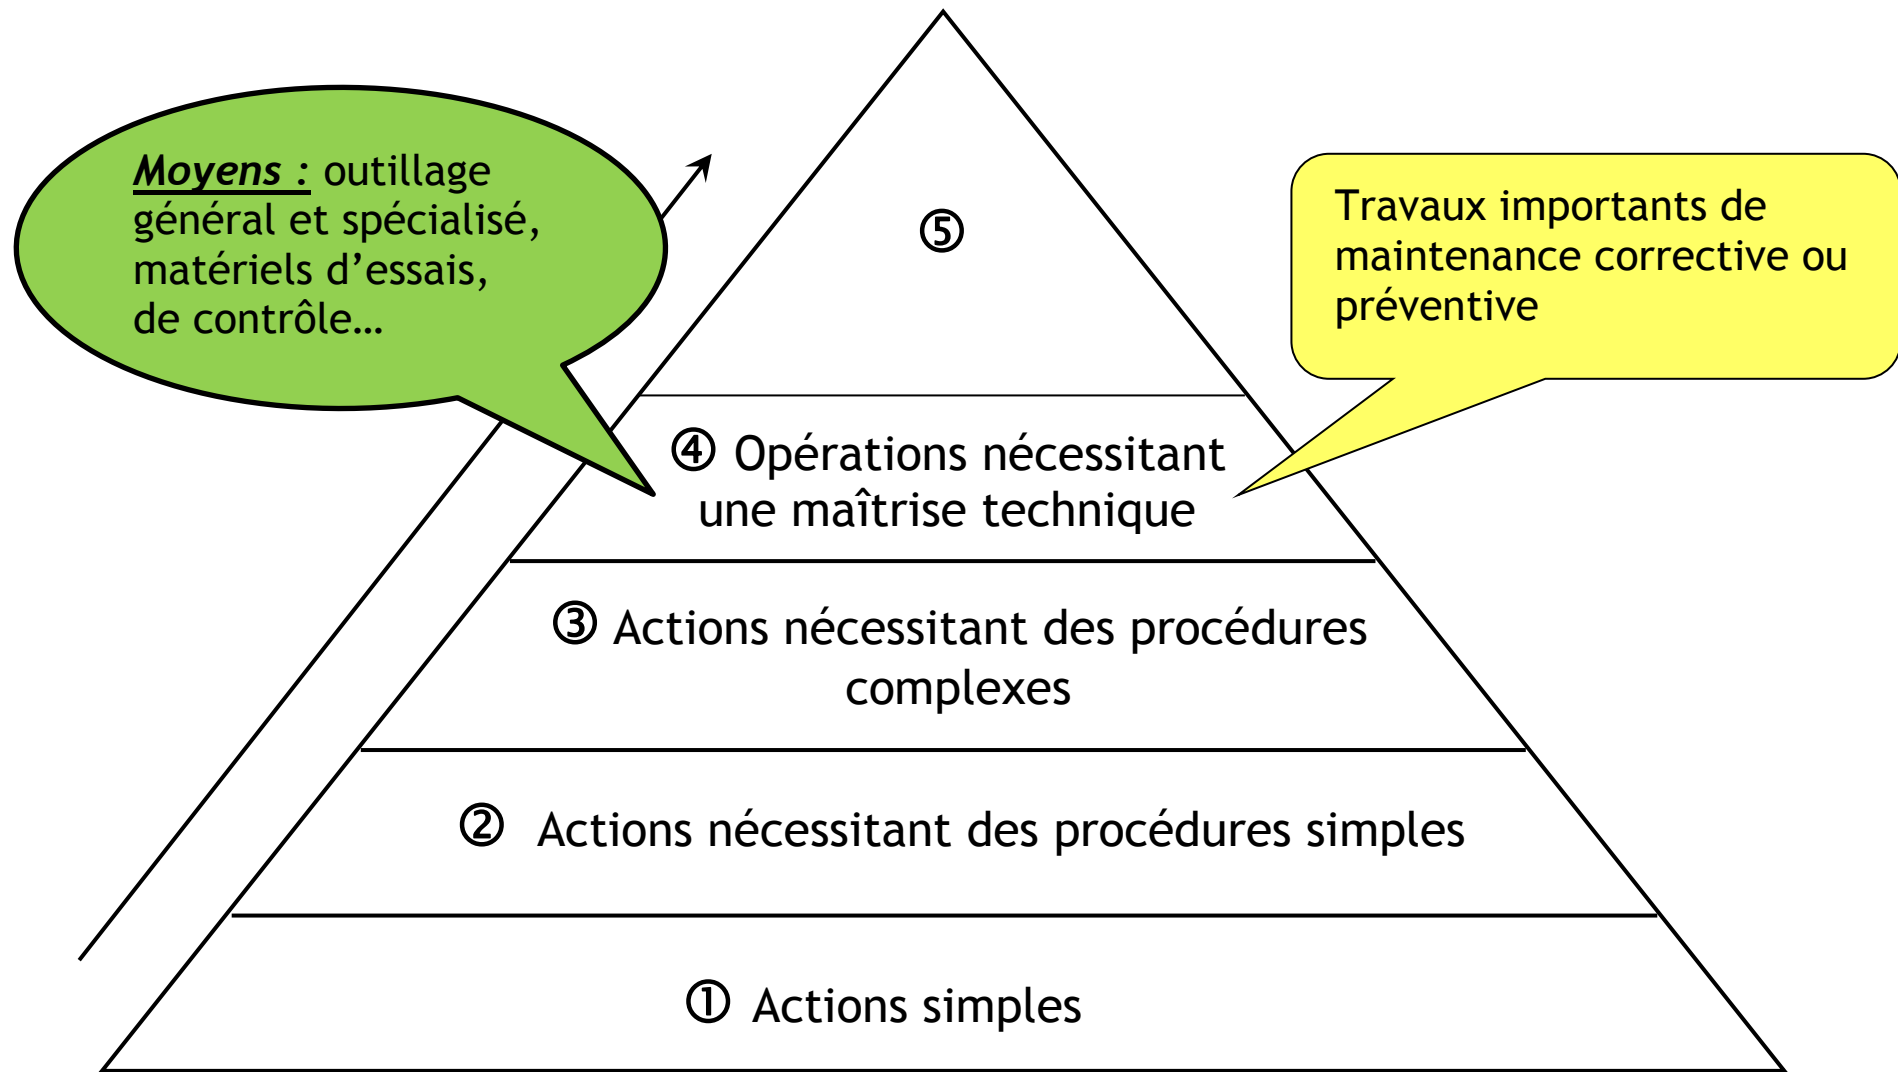 Moyens : outillage
général et spécialisé,
matériels d’essais,
de contrôle…
⑤
Travaux importants de
maintenance corrective ou
préventive
④ Opérations nécessitant
une maîtrise technique
③ Actions nécessitant des procédures
complexes
② Actions nécessitant des procédures simples
① Actions simples